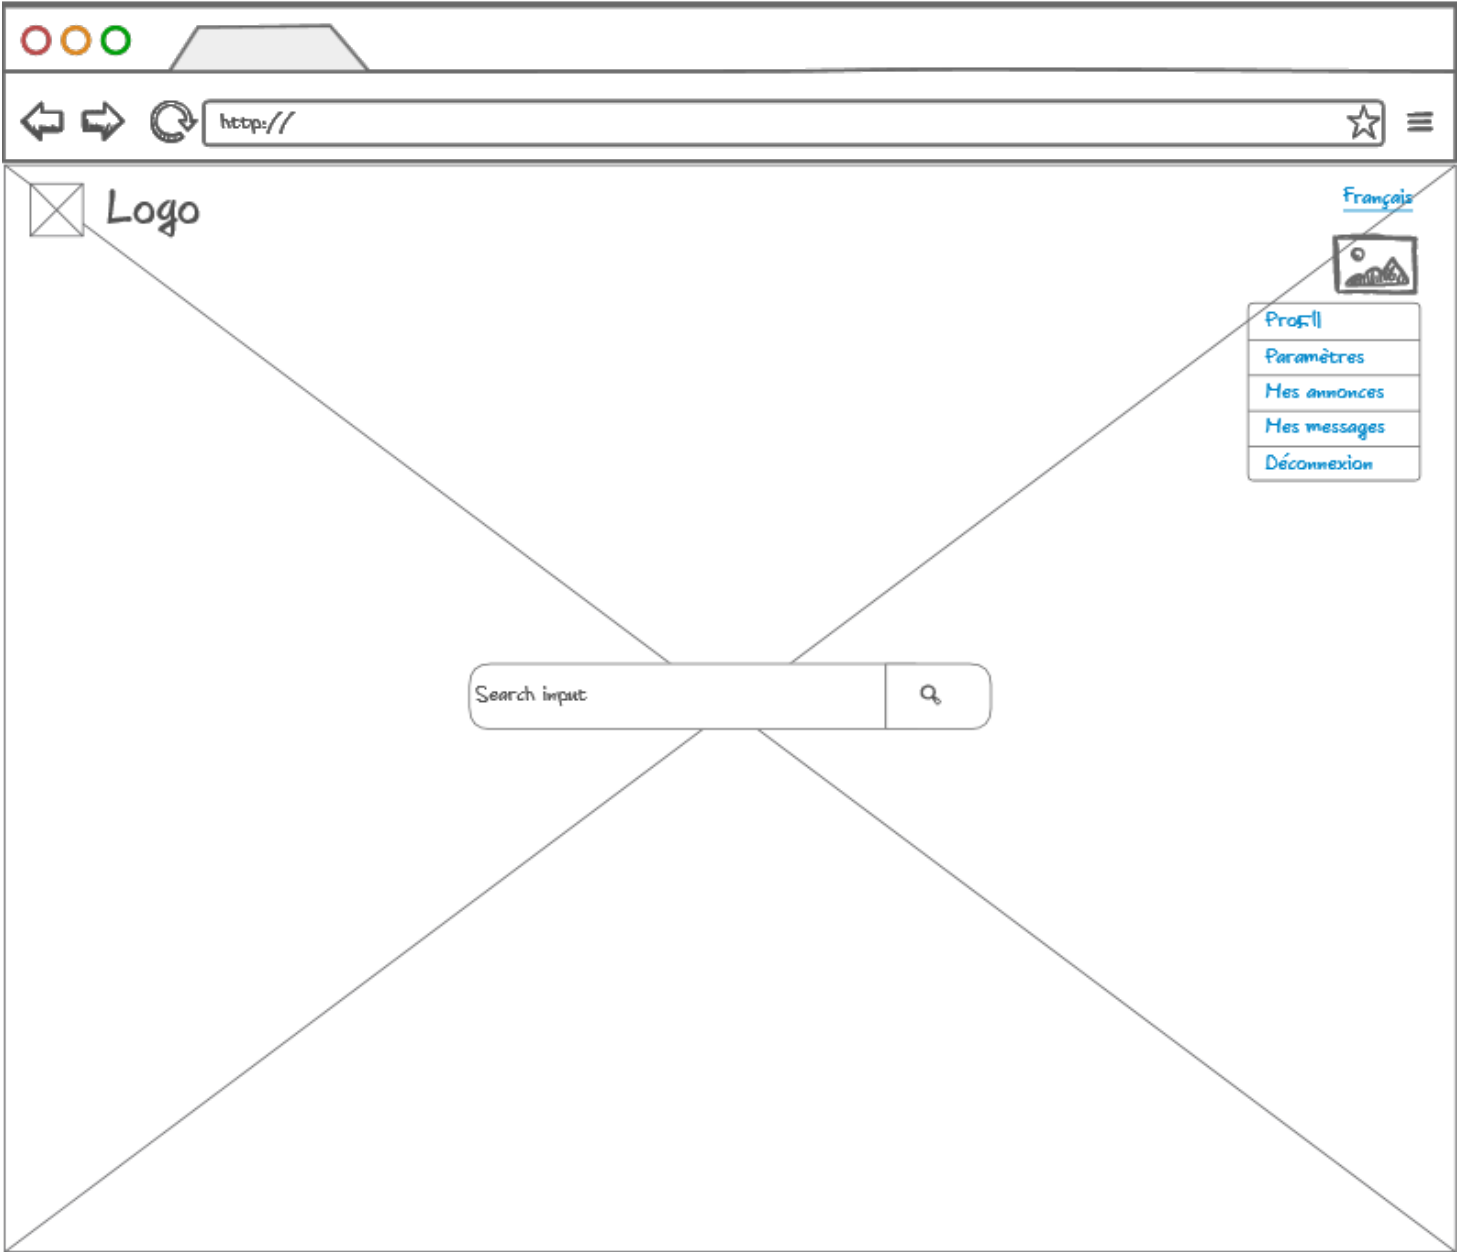 http://
Logo
Français
Profil
Paramètres
Mes annonces
Mes messages
Déconnexion
Search input